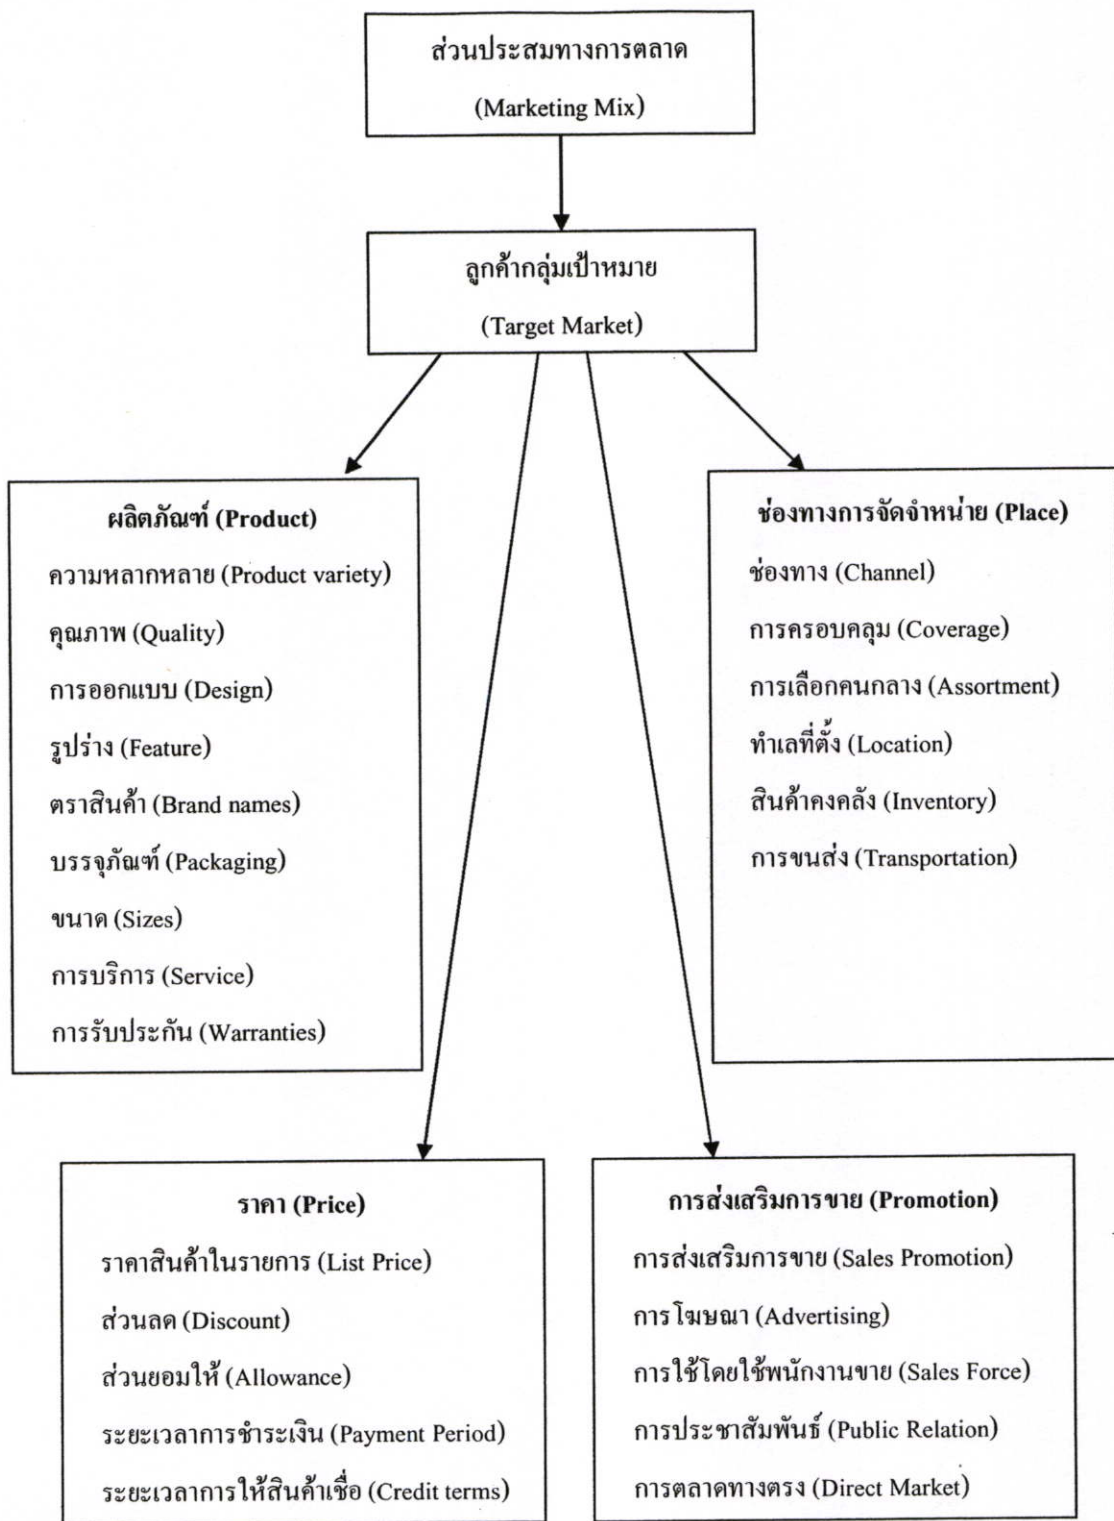 ส่วนประสมทางการตลาด
(Marketing Mix)
ลูกค้ากลุ่มเป้าหมาย
(Target Market)
ผลิตภัณฑ์ (Product)
ความหลากหลาย (Product variety)
คุณภาพ (Quality)
การออกแบบ (Design)
รูปร่าง (Feature)
ตราสินค้า (Brand names)
บรรจุภัณฑ์ (Packaging)
ขนาด (Sizes)
การบริการ (Service)
การรับประกัน (Warranties)
ช่องทางการจัดจำหน่าย (Place)
ช่องทาง (Channel)
การครอบคลุม (Coverage)
การเลือกคนกลาง (Assortment)
ทำเลที่ตั้ง (Location)
สินค้าคงคลัง (Inventory)
การขนส่ง (Transportation)
ราคา (Price)
ราคาสินค้าในรายการ (List Price)
ส่วนลด (Discount)
ส่วนยอมให้ (Allowance)
ระยะเวลาการชำระเงิน (Payment Period)
ระยะเวลาการให้สินค้าเชื่อ (Credit terms)
การส่งเสริมการขาย (Promotion)
การส่งเสริมการขาย (Sales Promotion)
การโฆษณา (Advertising)
การใช้โดยใช้พนักงานขาย (Sales Force)
การประชาสัมพันธ์ (Public Relation)
การตลาดทางตรง (Direct Market)